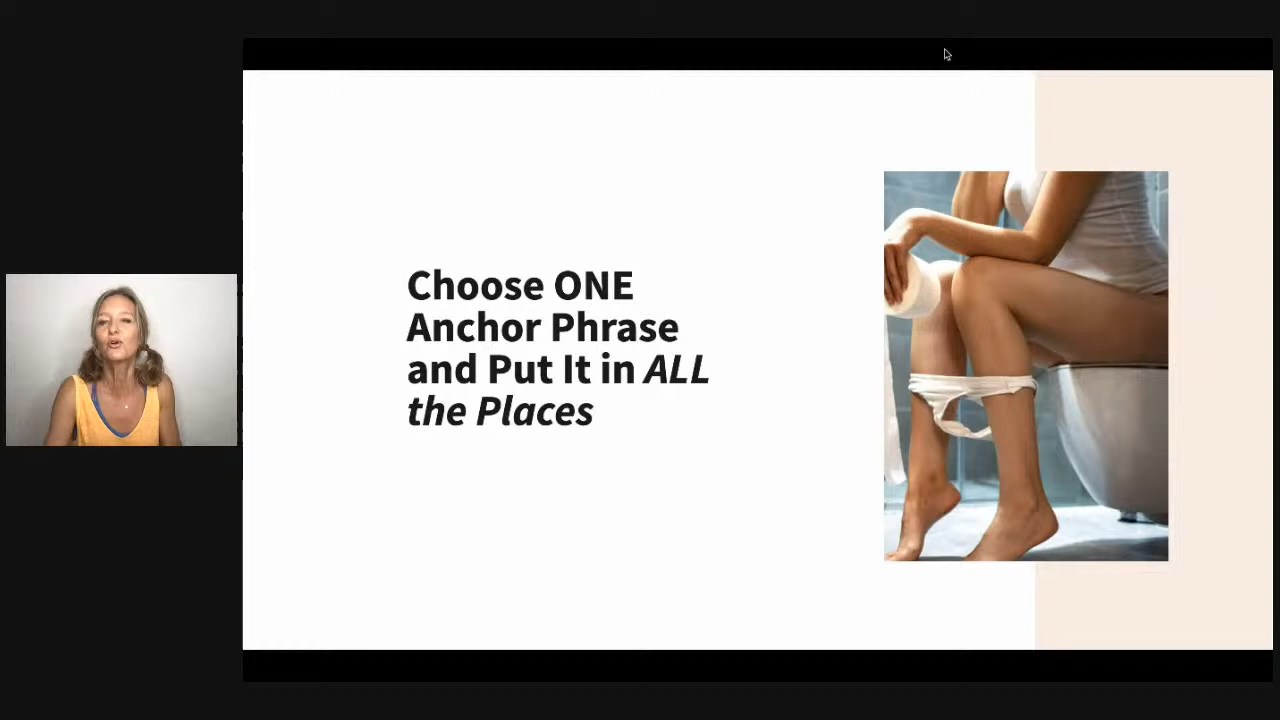 Choose ONE
Anchor Phrase
and Put It in ALL
the Places